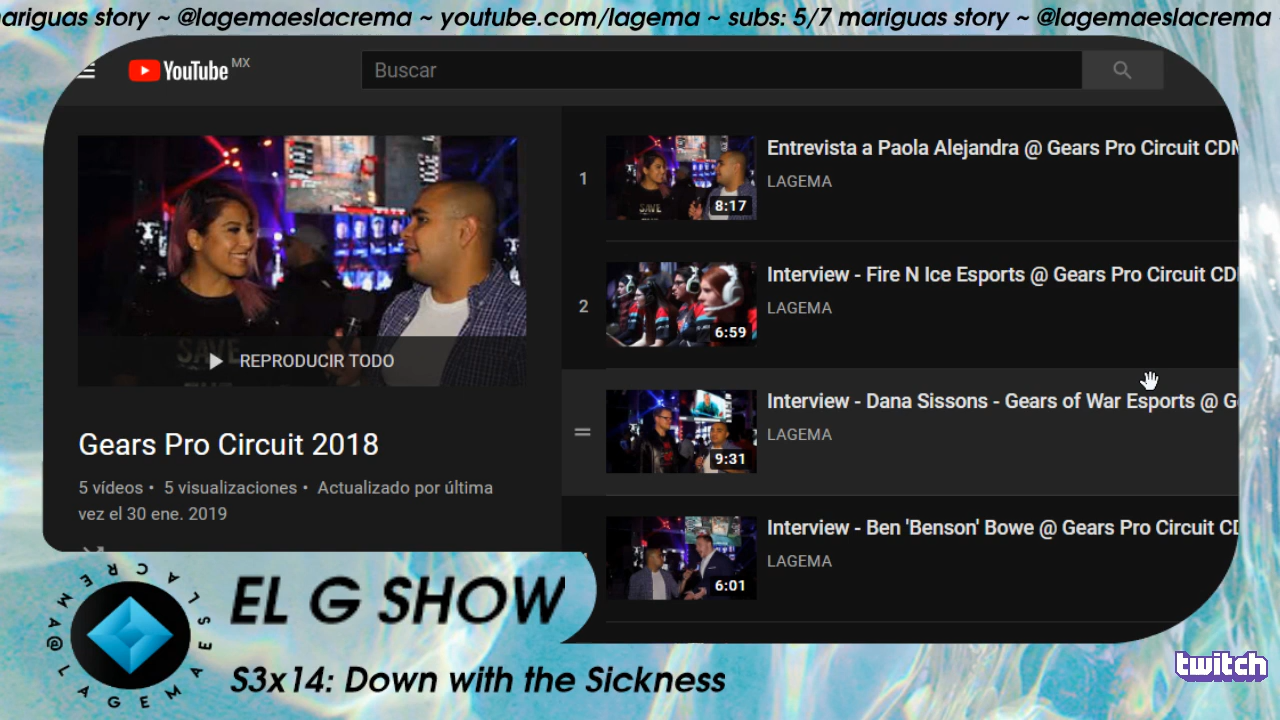 ariguas story ~ @lagemaeslacrema ~ youtube.com/lagema ~ subs: 5/7 mariguas story ~ @lagemaeslacrema
YouTube MX
Buscar
SAVE
REPRODUCIR TODO
Gears Pro Circuit 2018
5 vídeos • 5 visualizaciones • Actualizado por última
vez el 30 ene. 2019
1
SAVE
8:17
Entrevista a Paola Alejandra @ Gears Pro Circuit CDM
LAGEMA
2
6:59
Interview - Fire N Ice Esports @ Gears Pro Circuit CD
LAGEMA
9:31
Interview - Dana Sissons - Gears of War Esports @ G
LAGEMA
6:01
Interview - Ben 'Benson' Bowe @ Gears Pro Circuit CD
LAGEMA
@LAGEMAESLACREMA
EL G SHOW
S3x14: Down with the Sickness
twitch